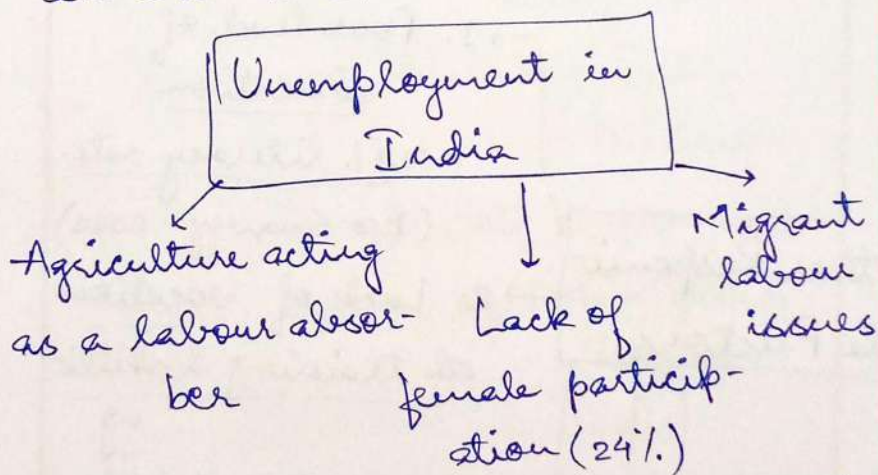 Unemployment in
India
Agriculture acting
as a labour absor-
ber
Lack of
female particip-
ation (24%)
Migrant
labour
issues